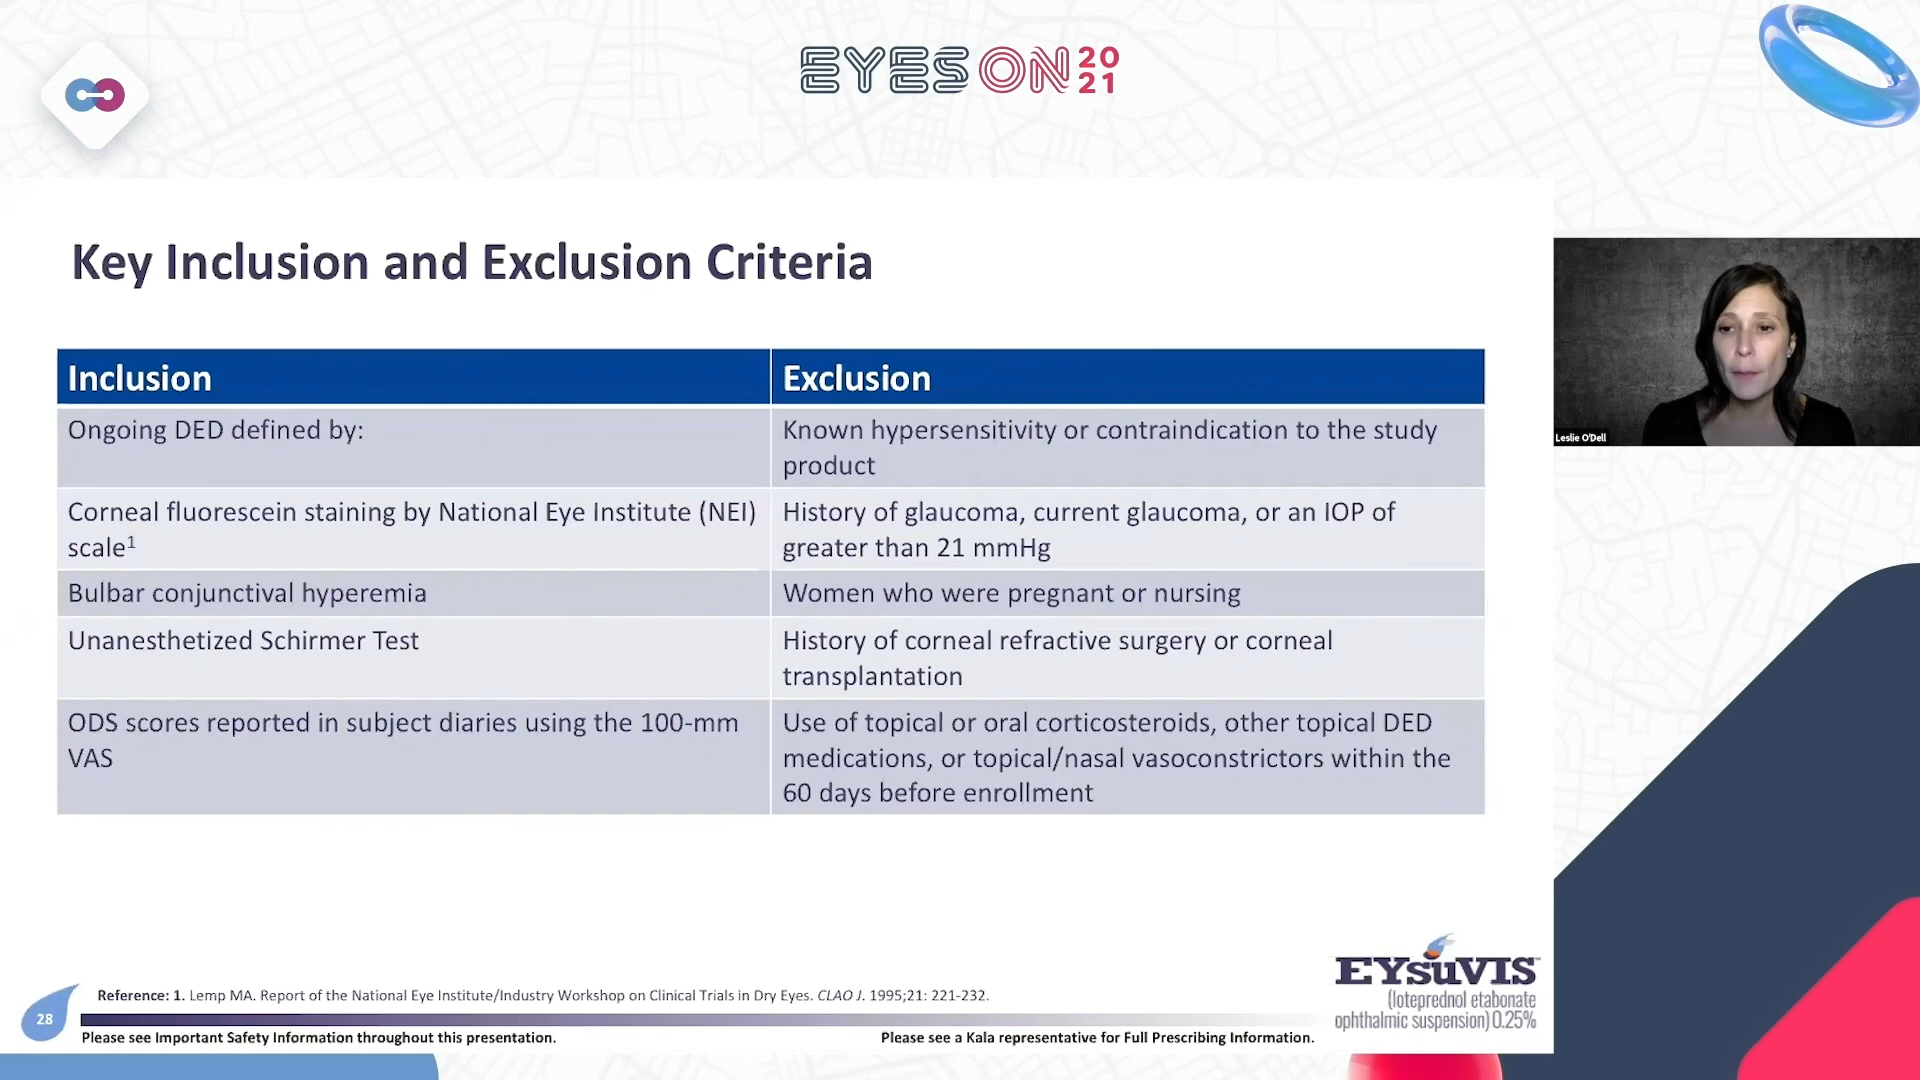 EYES ON 20
21
Key Inclusion and Exclusion Criteria
Inclusion
Exclusion
Ongoing DED defined by:
Known hypersensitivity or contraindication to the study
product
Corneal fluorescein staining by National Eye Institute (NEI)
scale1
History of glaucoma, current glaucoma, or an IOP of
greater than 21 mmHg
Bulbar conjunctival hyperemia
Women who were pregnant or nursing
Unanesthetized Schirmer Test
History of corneal refractive surgery or corneal
transplantation
ODS scores reported in subject diaries using the 100-mm
VAS
Use of topical or oral corticosteroids, other topical DED
medications, or topical/nasal vasoconstrictors within the
60 days before enrollment
Leslie O'Dell
EYSUVIS
(loteprednol etabonate
ophthalmic suspension) 0.25%
Reference: 1. Lemp MA. Report of the National Eye Institute/Industry Workshop on Clinical Trials in Dry Eyes. CLAO J. 1995;21: 221-232.
28
Please see Important Safety Information throughout this presentation.
Please see a Kala representative for Full Prescribing Information.